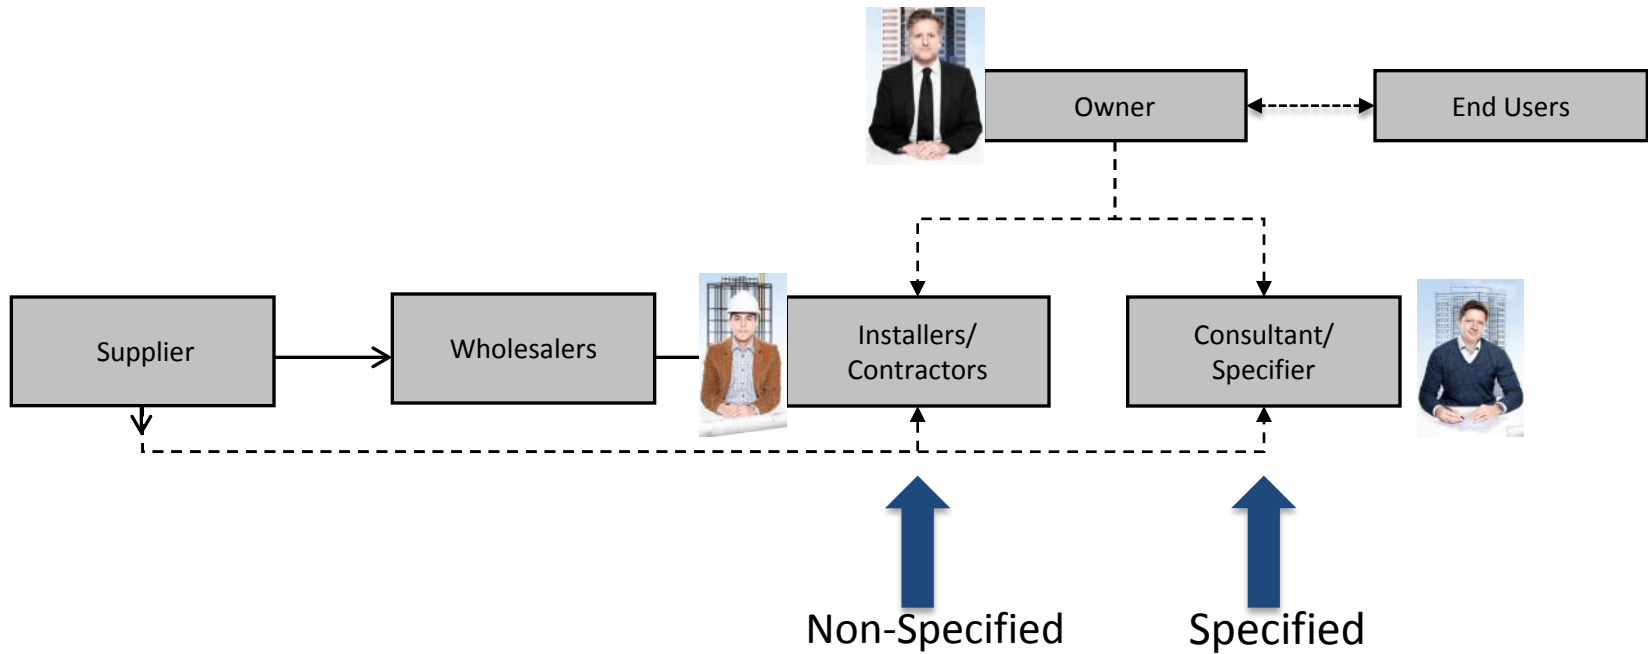 Owner
End Users
Supplier
Wholesalers
Installers/
Contractors
Consultant/
Specifier
Non-Specified
Specified